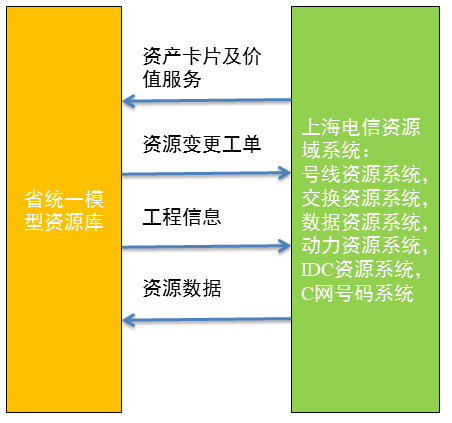 省统一模
型资源库
资产卡片及价
值服务
资源变更工单
工程信息
资源数据
上海电信资源
域系统：
号线资源系统，
交换资源系统，
数据资源系统，
动力资源系统，
IDC资源系统，
C网号码系统